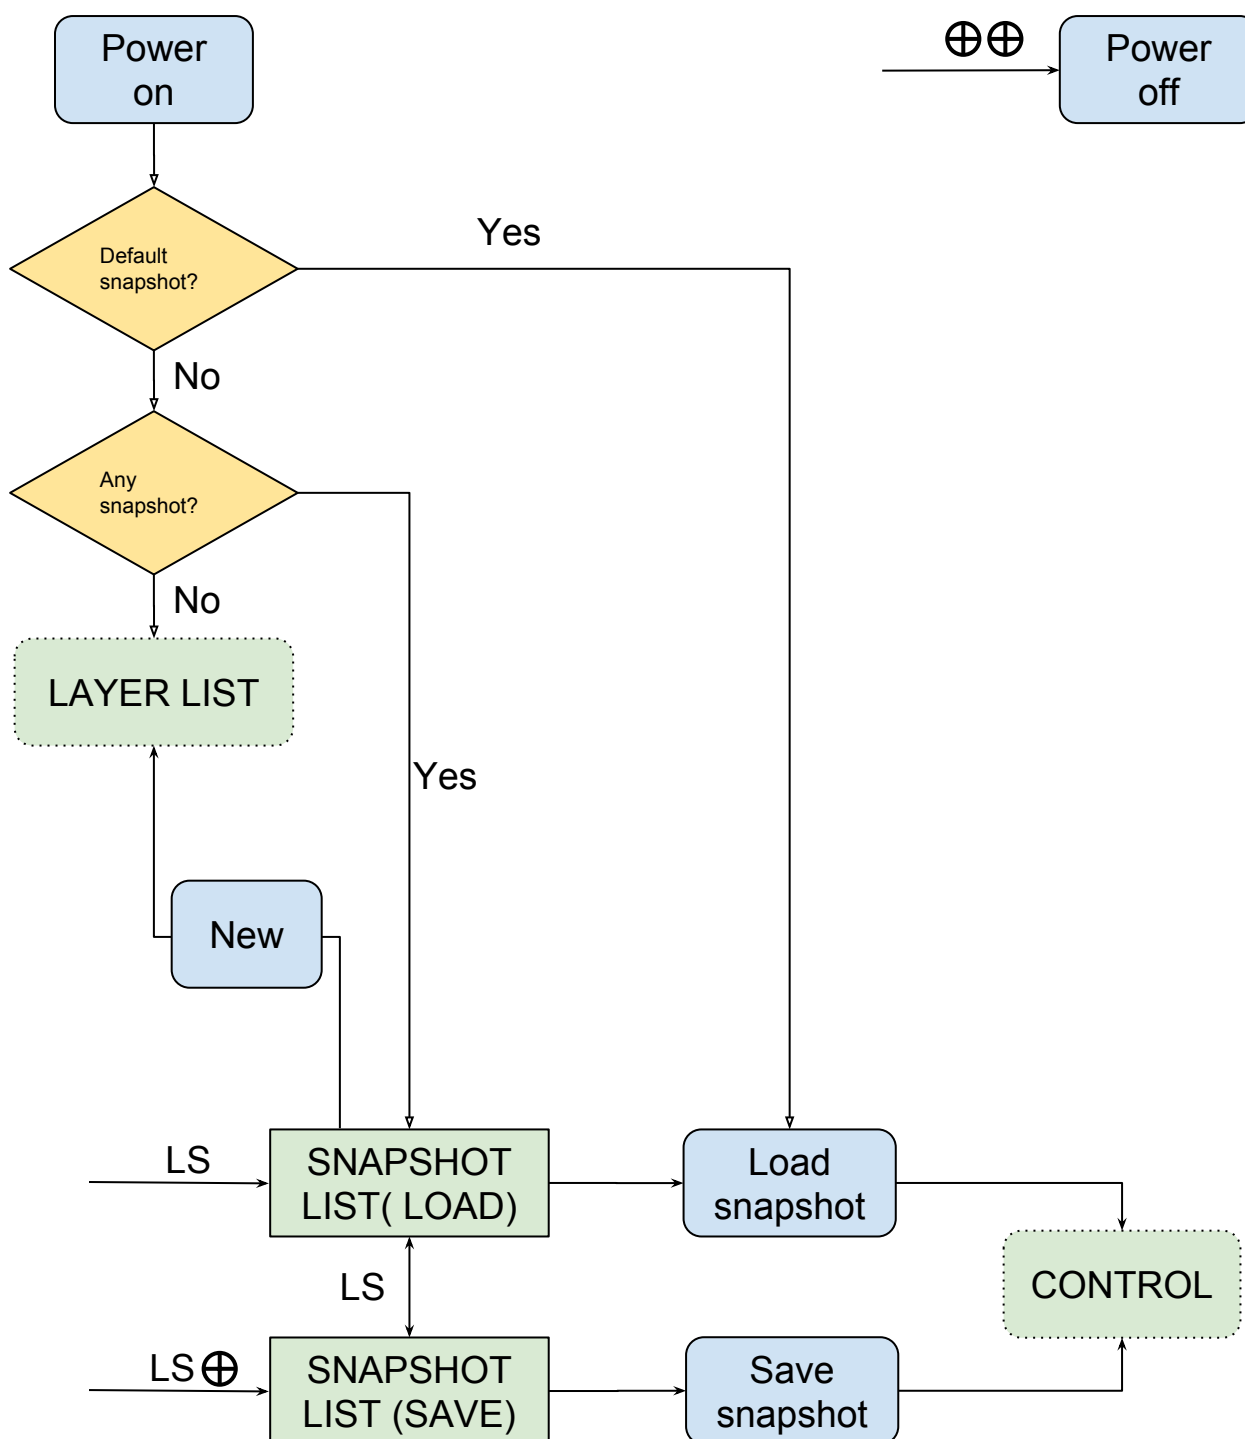 Power
on
⊕⊕
Power
off
Yes
Default
snapshot?
No
Any
snapshot?
No
LAYER LIST
Yes
New
LS
SNAPSHOT
LIST( LOAD)
Load
snapshot
LS
CONTROL
LS⊕
SNAPSHOT
LIST (SAVE)
Save
snapshot